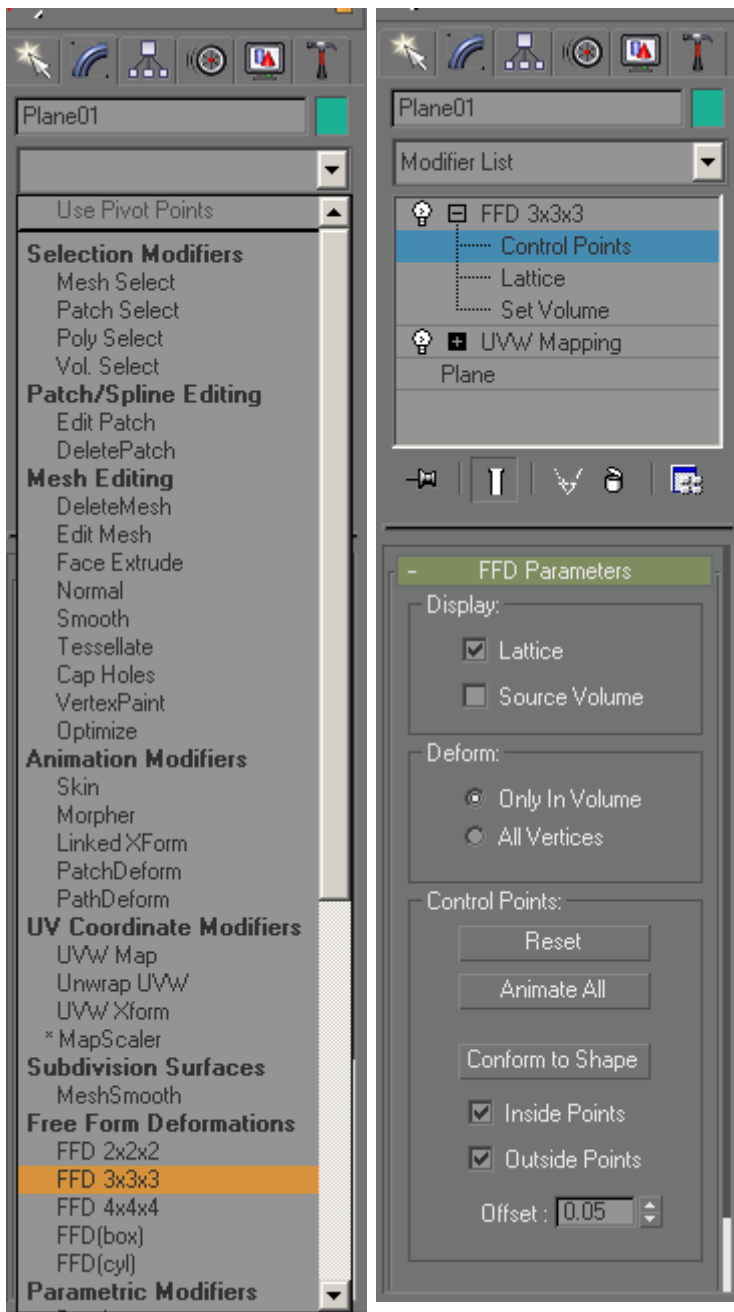 Plane01
Use Pivot Points
Selection Modifiers
Mesh Select
Patch Select
Poly Select
Vol. Select
Patch/Spline Editing
Edit Patch
DeletePatch
Mesh Editing
DeleteMesh
Edit Mesh
Face Extrude
Normal
Smooth
Tessellate
Cap Holes
VertexPaint
Optimize
Animation Modifiers
Skin
Morpher
Linked XForm
PatchDeform
PathDeform
UV Coordinate Modifiers
UVW Map
Unwrap UVW
UVW Xform
* MapScaler
Subdivision Surfaces
MeshSmooth
Free Form Deformations
FFD 2x2x2
FFD 3x3x3
FFD 4x4x4
FFD(box)
FFD(cyl)
Parametric Modifiers
Plane01
Modifier List
FFD 3x3x3
Control Points
Lattice
Set Volume
UVW Mapping
Plane
- FFD Parameters
Display:
Lattice
Source Volume
Deform:
Only In Volume
All Vertices
Control Points:
Reset
Animate All
Conform to Shape
Inside Points
Outside Points
Offset : 0.05